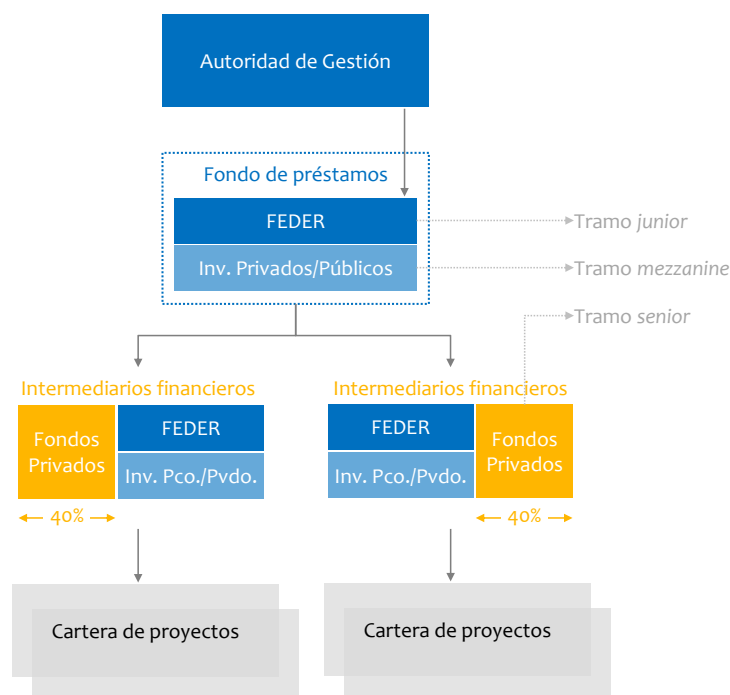 Autoridad de Gestión
Fondo de préstamos
FEDER
Tramo junior
Inv. Privados/Públicos
Tramo mezzanine
Tramo senior
Intermediarios financieros
Intermediarios financieros
Fondos
Privados
FEDER
Inv. Pco./Pvdo.
FEDER
Inv. Pco./Pvdo.
Fondos
Privados
40%
40%
Cartera de proyectos
Cartera de proyectos